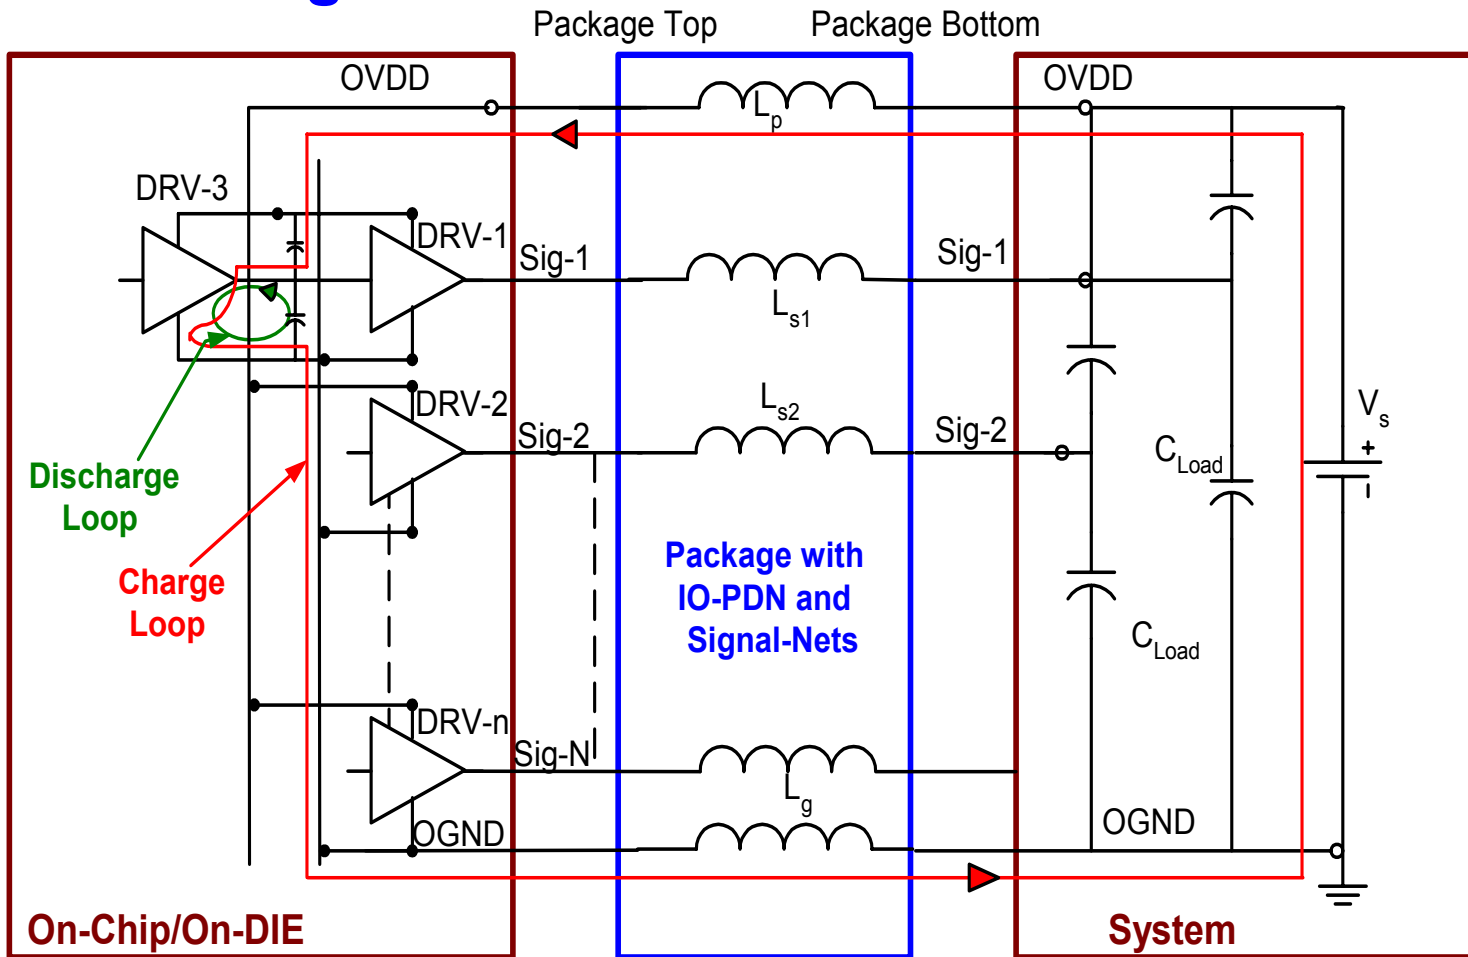 Package Top
Package Bottom
OVDD
OVDD
Lp
DRV-3
DRV-1
Sig-1
Sig-1
Ls1
DRV-2
Sig-2
Ls2
Sig-2
Vs
+
CLoad
Discharge
Loop
Charge
Loop
Package with
IO-PDN and
Signal-Nets
CLoad
DRV-n
Sig-N
Lg
OGND
OGND
On-Chip/On-DIE
System